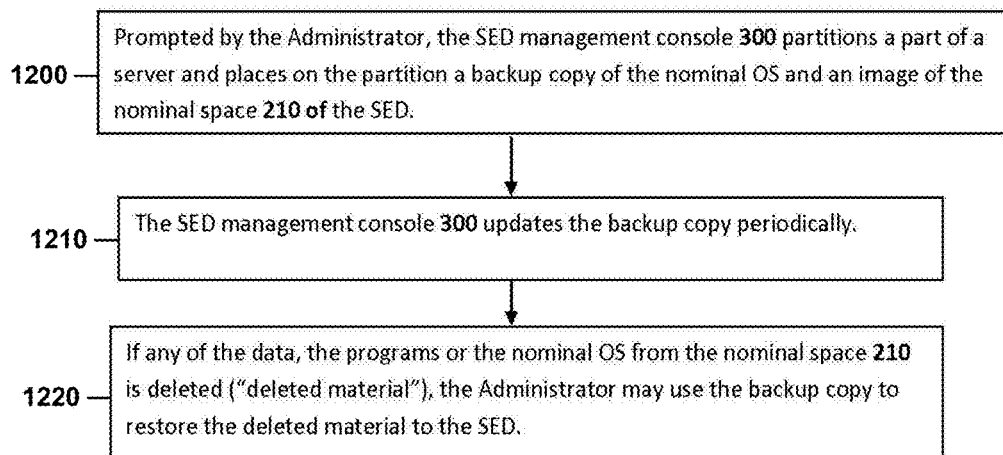 Prompted by the Administrator, the SED management console 300 partitions a part of a
1200
server and places on the partition a backup copy of the nominal OS and an image of the
nominal space 210 of the SED.
The SED management console 300 updates the backup copy periodically.
1210
If any of the data, the programs or the nominal OS from the nominal space 210
is deleted (“deleted material”), the Administrator may use the backup copy to
1220
restore the deleted material to the SED.